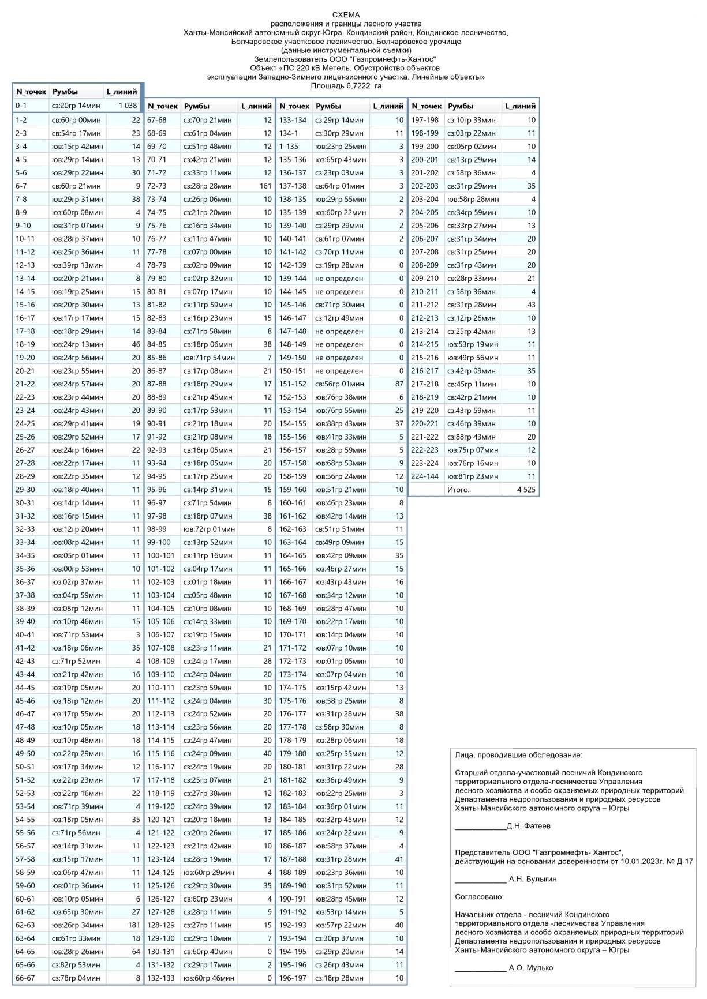 СХЕМА
расположения и границы лесного участка
Ханты-Мансийский автономный округ-Югра, Кондинский район, Кондинское лесничество,
Болчаровское участковое лесничество, Болчаровское урочище
(данные инструментальной съемки)
Землепользователь ООО "Газпромнефть-Хантос"
Объект «ПС 220 кВ Метель. Обустройство объектов
эксплуатации Западно-Зимнего лицензионного участка. Линейные объекты»
Площадь 6,7222 га
N_точек Румбы L_линий
0-1 сз:20гр 14мин 1 038
1-2 св:60гр 00мин 22
2-3 св:54гр 17мин 23
3-4 юв:15гр 42мин 14
4-5 юв:29гр 14мин 13
5-6 юв:29гр 22мин 30
6-7 св:60гр 21мин 9
7-8 юв:29гр 31мин 38
8-9 юз:60гр 08мин 4
9-10 юв:31гр 07мин 9
10-11 юв:28гр 37мин 10
11-12 юв:25гр 36мин 11
12-13 юз:39гр 13мин 4
13-14 юв:20гр 21мин 8
14-15 юв:19гр 25мин 15
15-16 юв:20гр 30мин 13
16-17 юв:17гр 17мин 15
17-18 юв:18гр 29мин 14
18-19 юв:24гр 13мин 46
19-20 юв:24гр 56мин 20
20-21 юв:23гр 55мин 20
21-22 юв:24гр 57мин 20
22-23 юв:23гр 44мин 20
23-24 юв:24гр 43мин 20
24-25 юв:29гр 41мин 19
25-26 юв:29гр 52мин 17
26-27 юв:24гр 16мин 22
27-28 юв:22гр 17мин 11
28-29 юв:22гр 35мин 12
29-30 юв:18гр 40мин 11
30-31 юв:14гр 14мин 11
31-32 юв:16гр 15мин 11
32-33 юв:12гр 20мин 11
33-34 юв:08гр 42мин 11
34-35 юв:05гр 01мин 11
35-36 юв:00гр 53мин 10
36-37 юз:02гр 37мин 11
37-38 юз:04гр 59мин 11
38-39 юз:08гр 12мин 11
39-40 юз:10гр 46мин 15
40-41 юв:71гр 53мин 3
41-42 юз:18гр 06мин 35
42-43 сз:71гр 52мин 4
43-44 юз:21гр 42мин 16
44-45 юз:19гр 05мин 20
45-46 юз:18гр 12мин 20
46-47 юз:17гр 55мин 20
47-48 юз:10гр 05мин 18
48-49 юз:10гр 48мин 18
49-50 юз:22гр 29мин 16
50-51 юз:17гр 34мин 12
51-52 юз:22гр 23мин 17
52-53 юз:22гр 16мин 22
53-54 юв:71гр 39мин 4
54-55 юз:18гр 05мин 35
55-56 сз:71гр 56мин 4
56-57 юз:14гр 31мин 11
57-58 юз:15гр 17мин 11
58-59 юз:06гр 47мин 11
59-60 юв:01гр 36мин 11
60-61 юв:10гр 05мин 6
61-62 юз:63гр 30мин 27
62-63 юв:26гр 34мин 181
63-64 св:61гр 33мин 18
64-65 юв:28гр 26мин 64
65-66 сз:82гр 53мин 4
66-67 сз:78гр 04мин 8
N_точек Румбы L_линий
67-68 сз:70гр 21мин 12
68-69 сз:61гр 04мин 12
69-70 сз:51гр 48мин 12
70-71 сз:42гр 21мин 12
71-72 сз:33гр 11мин 12
72-73 сз:28гр 28мин 161
73-74 сз:26гр 06мин 10
74-75 сз:21гр 20мин 10
75-76 сз:16гр 34мин 10
76-77 сз:11гр 47мин 10
77-78 сз:07гр 00мин 10
78-79 сз:02гр 09мин 10
79-80 св:02гр 32мин 10
80-81 св:07гр 17мин 10
81-82 св:11гр 59мин 10
82-83 св:16гр 23мин 15
83-84 сз:71гр 58мин 8
84-85 св:18гр 06мин 38
85-86 юв:71гр 54мин 7
86-87 св:17гр 08мин 21
87-88 св:18гр 29мин 17
88-89 св:21гр 45мин 12
89-90 св:17гр 53мин 11
90-91 св:21гр 18мин 20
91-92 св:21гр 08мин 18
92-93 св:18гр 05мин 21
93-94 св:18гр 05мин 20
94-95 св:17гр 25мин 20
95-96 св:14гр 31мин 15
96-97 сз:71гр 54мин 8
97-98 св:18гр 07мин 38
98-99 юв:72гр 01мин 8
99-100 св:13гр 52мин 10
100-101 св:11гр 16мин 11
101-102 св:04гр 17мин 11
102-103 сз:01гр 18мин 11
103-104 сз:05гр 48мин 10
104-105 сз:10гр 08мин 10
105-106 сз:14гр 33мин 10
106-107 сз:19гр 15мин 10
107-108 сз:23гр 11мин 21
108-109 сз:24гр 17мин 28
109-110 сз:24гр 04мин 20
110-111 сз:23гр 59мин 10
111-112 сз:24гр 04мин 30
112-113 сз:24гр 52мин 20
113-114 сз:23гр 56мин 20
114-115 сз:24гр 47мин 20
115-116 сз:24гр 09мин 40
116-117 сз:24гр 19мин 20
117-118 сз:25гр 07мин 21
118-119 сз:27гр 38мин 12
119-120 сз:24гр 39мин 12
120-121 сз:20гр 18мин 13
121-122 сз:20гр 26мин 17
122-123 сз:21гр 42мин 10
123-124 сз:28гр 19мин 17
124-125 юз:60гр 29мин 4
125-126 сз:29гр 30мин 35
126-127 св:60гр 23мин 4
127-128 сз:28гр 11мин 9
128-129 сз:27гр 11мин 15
129-130 сз:29гр 10мин 7
130-131 св:60гр 40мин 0
131-132 сз:29гр 17мин 2
132-133 юз:60гр 46мин 0
N_точек Румбы L_линий
133-134 сз:29гр 14мин 10
134-1 сз:30гр 29мин 11
1-135 юв:23гр 25мин 3
135-136 юз:65гр 43мин 3
136-137 сз:23гр 03мин 3
137-138 св:64гр 01мин 3
138-135 юв:29гр 55мин 2
135-139 юз:60гр 22мин 2
139-140 сз:29гр 29мин 2
140-141 св:61гр 07мин 2
141-142 сз:70гр 11мин 0
142-139 сз:19гр 28мин 0
139-144 не определен 0
144-145 не определен 0
145-146 св:71гр 30мин 0
146-147 сз:12гр 49мин 0
147-148 не определен 0
148-149 не определен 0
149-150 не определен 0
150-151 не определен 0
151-152 св:56гр 01мин 87
152-153 юв:76гр 38мин 6
153-154 юв:76гр 55мин 25
154-155 юв:88гр 43мин 37
155-156 юв:41гр 33мин 5
156-157 юв:28гр 59мин 5
157-158 юв:68гр 53мин 9
158-159 юв:56гр 24мин 12
159-160 юв:51гр 21мин 10
160-161 юв:46гр 23мин 8
161-162 юв:42гр 14мин 13
162-163 св:51гр 51мин 11
163-164 св:49гр 09мин 15
164-165 юв:42гр 09мин 35
165-166 юз:46гр 27мин 15
166-167 юз:43гр 43мин 16
167-168 юв:34гр 12мин 10
168-169 юв:28гр 47мин 10
169-170 юв:22гр 17мин 10
170-171 юв:14гр 04мин 10
171-172 юв:07гр 10мин 10
172-173 юв:01гр 05мин 10
173-174 юз:07гр 04мин 10
174-175 юз:15гр 42мин 13
175-176 юв:58гр 25мин 8
176-177 юз:31гр 28мин 38
177-178 сз:58гр 30мин 8
178-179 юз:28гр 06мин 18
179-180 юз:25гр 55мин 12
180-181 юз:31гр 22мин 28
181-182 юз:36гр 49мин 9
182-183 юв:22гр 25мин 3
183-184 юз:36гр 01мин 11
184-185 юз:32гр 45мин 12
185-186 юз:24гр 22мин 9
186-187 юв:58гр 37мин 4
187-188 юз:31гр 28мин 41
188-189 юв:23гр 36мин 10
189-190 юв:31гр 52мин 11
190-191 юв:28гр 45мин 12
191-192 юз:53гр 14мин 5
192-193 юз:57гр 22мин 40
193-194 сз:30гр 37мин 10
194-195 сз:29гр 20мин 14
195-196 сз:26гр 43мин 11
196-197 сз:18гр 28мин 10
N_точек Румбы L_линий
197-198 сз:10гр 33мин 10
198-199 сз:03гр 22мин 11
199-200 св:05гр 02мин 10
200-201 св:13гр 29мин 14
201-202 сз:58гр 36мин 4
202-203 св:31гр 29мин 35
203-204 юв:58гр 28мин 4
204-205 св:34гр 59мин 10
205-206 св:33гр 27мин 13
206-207 св:31гр 34мин 20
207-208 св:31гр 25мин 20
208-209 св:31гр 43мин 20
209-210 св:28гр 33мин 21
210-211 сз:58гр 36мин 4
211-212 св:31гр 28мин 43
212-213 сз:12гр 26мин 10
213-214 сз:25гр 42мин 13
214-215 юз:53гр 19мин 11
215-216 юз:49гр 56мин 11
216-217 сз:42гр 09мин 35
217-218 св:45гр 11мин 10
218-219 св:42гр 21мин 10
219-220 сз:43гр 59мин 11
220-221 сз:46гр 39мин 10
221-222 сз:88гр 43мин 20
222-223 юз:75гр 07мин 12
223-224 юз:76гр 16мин 10
224-144 юз:81гр 23мин 11
Итого: 4 525
Лица, проводившие обследование:
Старший отдела-участковый лесничий Кондинского
территориального отдела-лесничества Управления
лесного хозяйства и особо охраняемых природных территорий
Департамента недропользования и природных ресурсов
Ханты-Мансийского автономного округа – Югры
____________Д.Н. Фатеев
Представитель ООО "Газпромнефть- Хантос",
действующий на основании доверенности от 10.01.2023г. № Д-17
____________ А.Н. Булыгин
Согласовано:
Начальник отдела - лесничий Кондинского
территориального отдела -лесничества Управления
лесного хозяйства и особо охраняемых природных территорий
Департамента недропользования и природных ресурсов
Ханты-Мансийского автономного округа – Югры
____________ А.О. Мулько